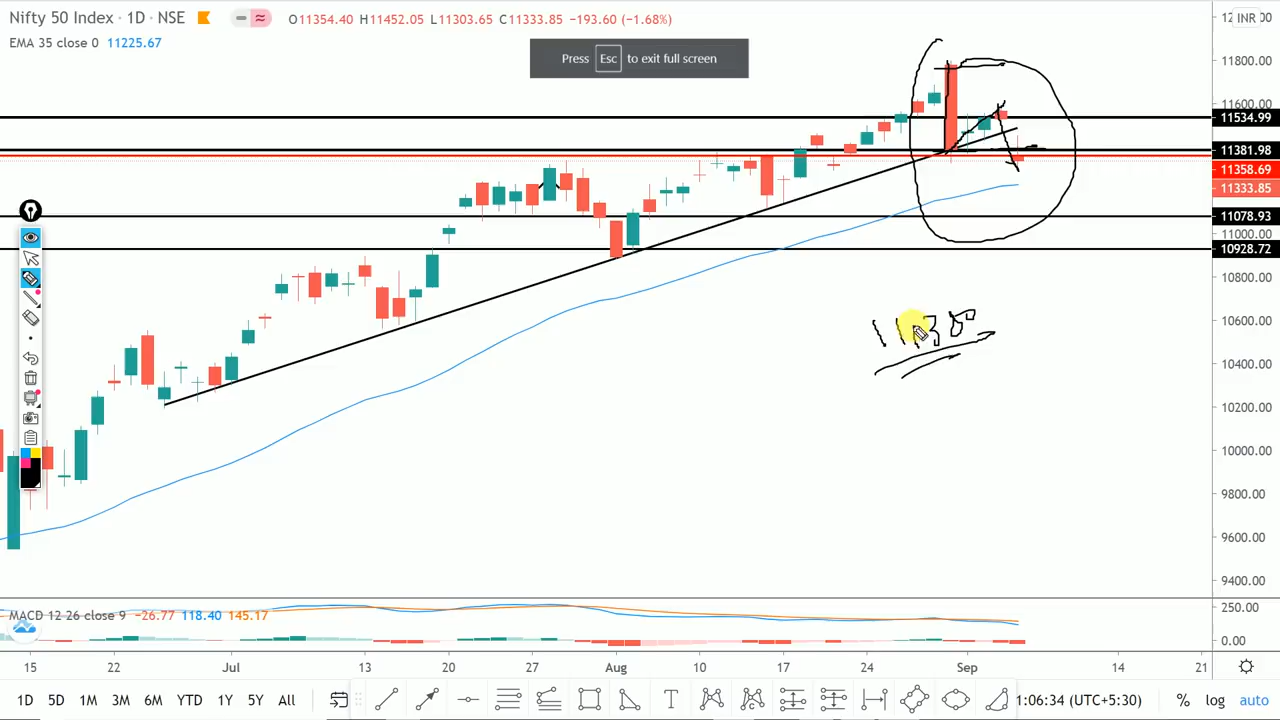 Nifty 50 Index · 1D · NSE O11354.40 H11452.05 L11303.65 C11333.85 −193.60 (−1.68%)
EMA 35 close 0 11225.67
Press Esc to exit full screen
INR
11800.00
11600.00
11534.99
11381.98
11358.69
11333.85
11078.93
11000.00
10928.72
10800.00
10600.00
10400.00
10200.00
10000.00
9800.00
9600.00
9400.00
MACD 12 26 close 9 −26.77 118.40 145.17
250.00
0.00
15 22 Jul 13 20 27 Aug 10 17 24 Sep 14 21
1D 5D 1M 3M 6M YTD 1Y 5Y All T C 1:06:34 (UTC+5:30) % log auto